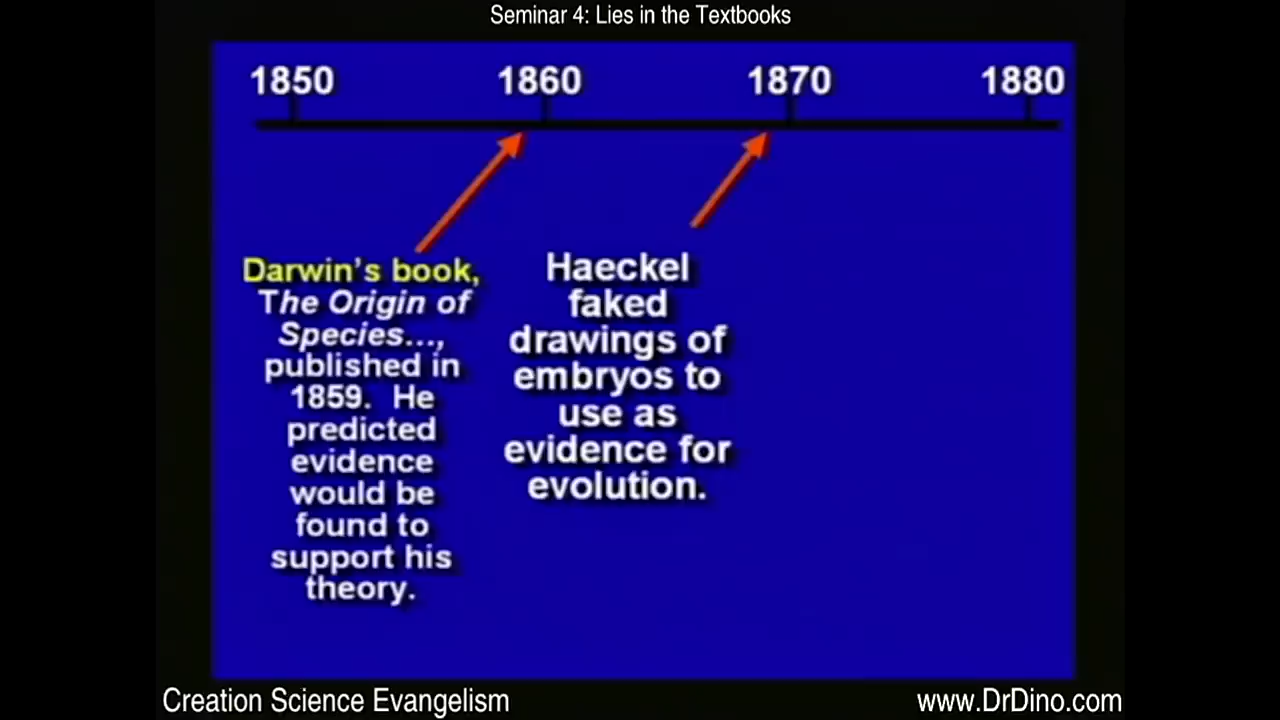 Seminar 4: Lies in the Textbooks
1850 1860 1870 1880
Darwin's book,
The Origin of
Species...,
published in
1859. He
predicted
evidence
would be
found to
support his
theory.
Haeckel
faked
drawings of
embryos to
use as
evidence for
evolution.
Creation Science Evangelism
www.DrDino.com